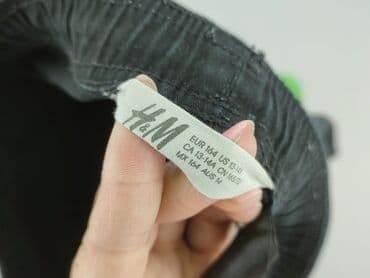 H&M
EUR 164 US
CA 13-14A CN
MX 164 AUS 14